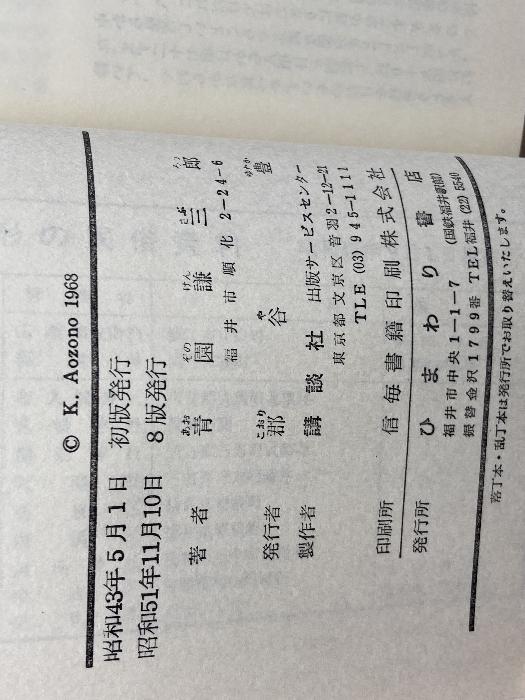 © K. Aozono 1968
昭和43年5月1日 初版発行
昭和51年11月10日 8版発行
著者 青園謙三郎
福井市順化2-24-6
発行者 郡谷豊
製作者 講談社 出版サービスセンター
東京都文京区音羽2-12-21
TLE (03) 945-1111
印刷所 信毎書籍印刷株式会社
発行所 ひまわり書店
福井市中央1-1-7 (国鉄福井駅前)
振替金沢1799番 TEL福井(22)5540
落丁本・乱丁本は発行所でお取り替えいたします。